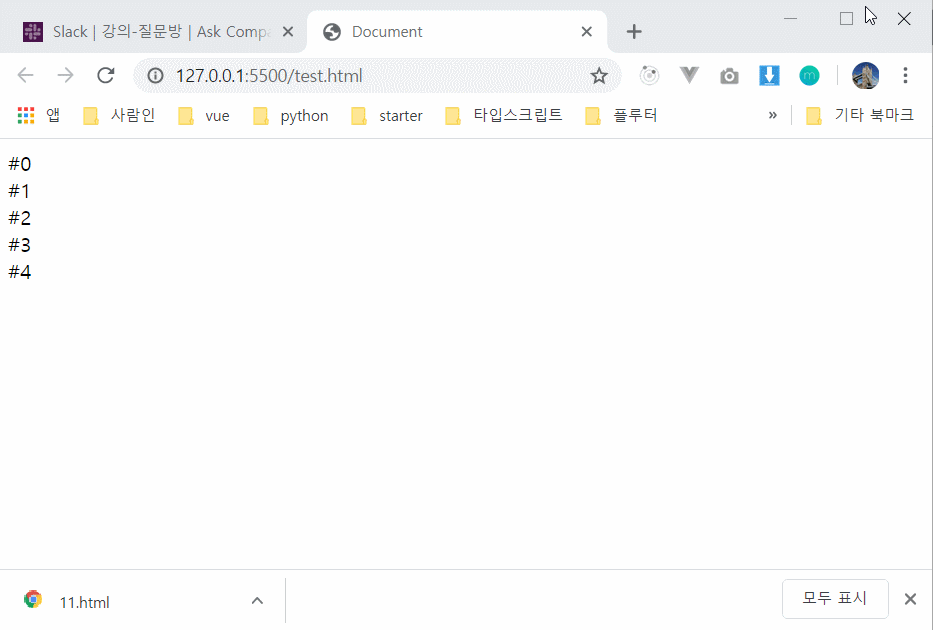 Slack | 강의-질문방 | Ask Compa
Document
127.0.0.1:5500/test.html
앱 사람인 vue python starter 타입스크립트 플루터 » 기타 북마크
#0
#1
#2
#3
#4
11.html
모두 표시